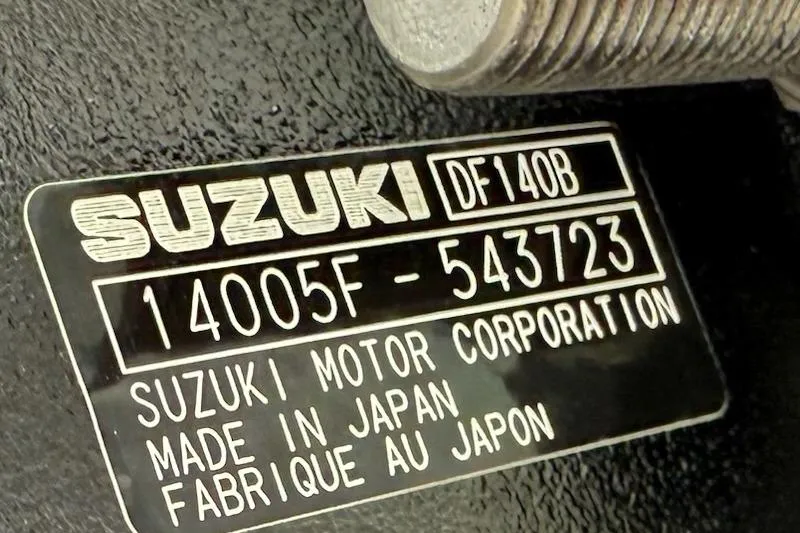 SUZUKI DF140B
14005F-543723
SUZUKI MOTOR CORPORATION
MADE IN JAPAN
FABRIQUE AU JAPON